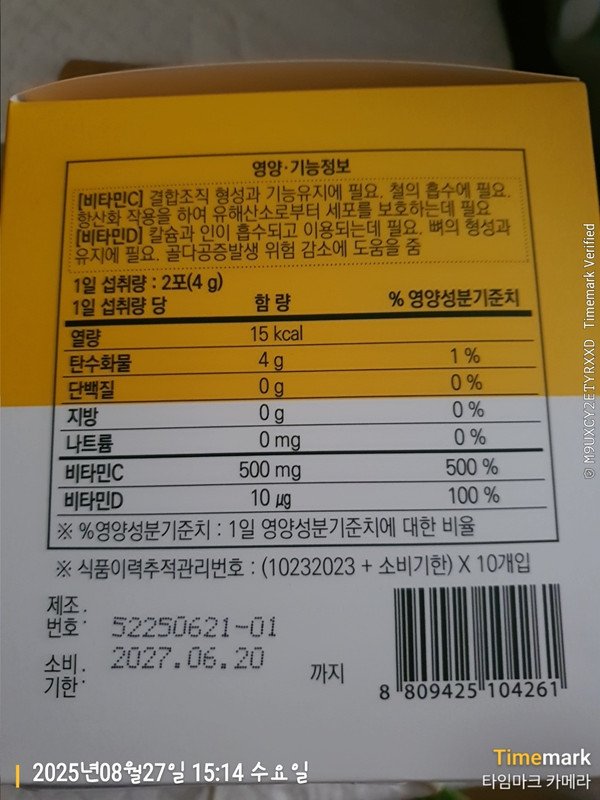 영양·기능정보
[비타민C] 결합조직 형성과 기능유지에 필요. 철의 흡수에 필요.
항산화 작용을 하여 유해산소로부터 세포를 보호하는데 필요
[비타민D] 칼슘과 인이 흡수되고 이용되는데 필요. 뼈의 형성과
유지에 필요. 골다공증발생 위험 감소에 도움을 줌
1일 섭취량 : 2포(4 g)
1일 섭취량 당 함 량 % 영양성분기준치
열량 15 kcal
탄수화물 4 g 1 %
단백질 0 g 0 %
지방 0 g 0 %
나트륨 0 mg 0 %
비타민C 500 mg 500 %
비타민D 10 µg 100 %
※ %영양성분기준치 : 1일 영양성분기준치에 대한 비율
※ 식품이력추적관리번호 : (10232023 + 소비기한) X 10개입
제조.
번호: 52250621-01
소비.
기한: 2027.06.20 까지
8 809425 104261
© M9UXCY2ETYRXXD Timemark Verified
2025년08월27일 15:14 수요일
Timemark
타임마크 카메라